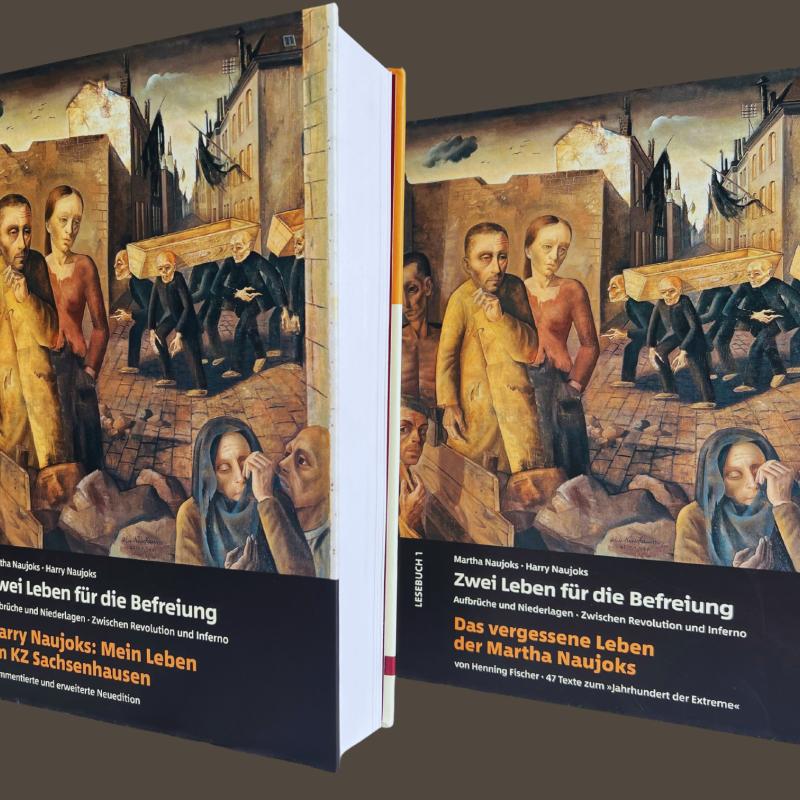 tha Naujoks · Harry Naujoks
wei Leben für die Befreiung
fbrüche und Niederlagen · Zwischen Revolution und Inferno
arry Naujoks: Mein Leben
n KZ Sachsenhausen
mmentierte und erweiterte Neuedition
LESEBUCH 1
Martha Naujoks · Harry Naujoks
Zwei Leben für die Befreiung
Aufbrüche und Niederlagen · Zwischen Revolution und Inferno
Das vergessene Leben
der Martha Naujoks
von Henning Fischer · 47 Texte zum »Jahrhundert der Extreme«